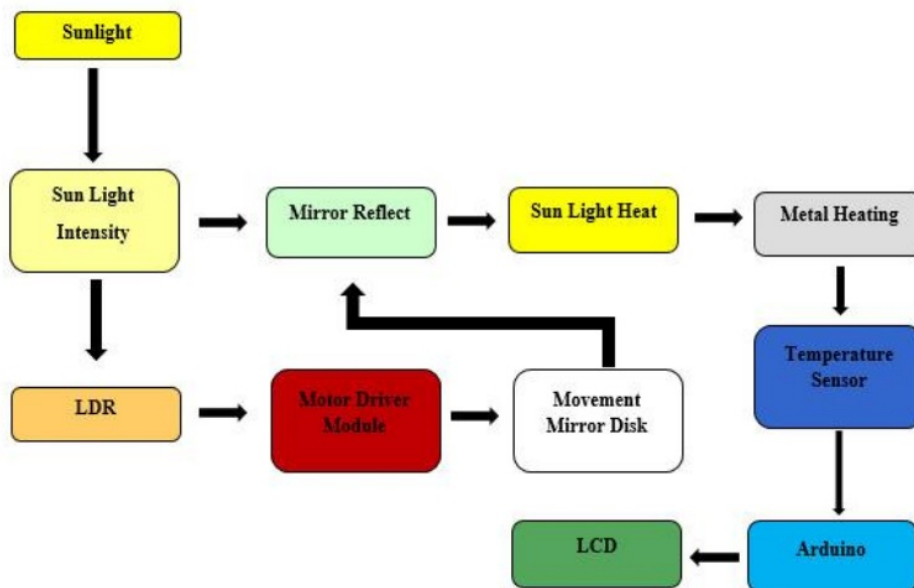 Sunlight
Sun Light
Intensity
Mirror Reflect
Sun Light Heat
Metal Heating
Temperature
Sensor
LDR
Motor Driver
Module
Movement
Mirror Disk
LCD
Arduino